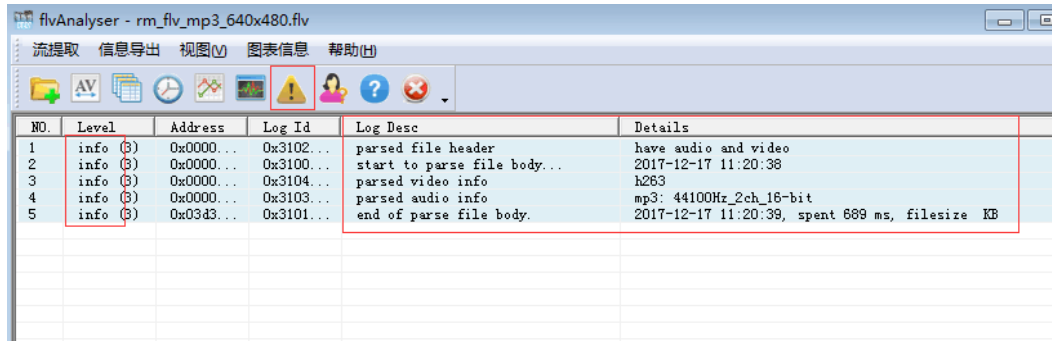 flvAnalyser - rm_flv_mp3_640x480.flv
流提取 信息导出 视图(V) 图表信息 帮助(H)
AV
NO. Level Address Log Id Log Desc Details
1 info (3) 0x0000... 0x3102... parsed file header have audio and video
2 info (3) 0x0000... 0x3100... start to parse file body... 2017-12-17 11:20:38
3 info (3) 0x0000... 0x3104... parsed video info h263
4 info (3) 0x0000... 0x3103... parsed audio info mp3: 44100Hz_2ch_16-bit
5 info (3) 0x03d3... 0x3101... end of parse file body. 2017-12-17 11:20:39, spent 689 ms, filesize KB